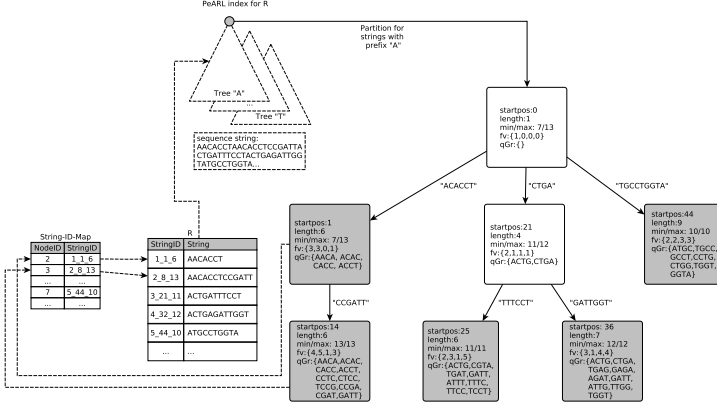 PeARL index for R
Partition for
strings with
prefix "A"
Tree "A"
...
Tree "T"
sequence string:
AACACCTAACACCTCCGATTA
CTGATTTCCTACTGAGATTGG
TATGCCTGGTA...
startpos:0
length:1
min/max: 7/13
fv:{1,0,0,0}
qGr:{}
"ACACCT"
"CTGA"
"TGCCTGGTA"
startpos:1
length:6
min/max: 7/13
fv:{3,3,0,1}
qGr:{AACA, ACAC,
CACC, ACCT}
startpos:21
length:4
min/max: 11/12
fv:{2,1,1,1}
qGr:{ACTG,CTGA}
startpos:44
length:9
min/max: 10/10
fv:{2,2,3,3}
qGr:{ATGC,TGCC,
GCCT,CCTG,
CTGG,TGGT,
GGTA}
"CCGATT"
"TTTCCT"
"GATTGGT"
startpos:14
length:6
min/max: 13/13
fv:{4,5,1,3}
qGr:{AACA,ACAC,
CACC,ACCT,
CCTC,CTCC,
TCCG,CCGA,
CGAT,GATT}
startpos:25
length:6
min/max: 11/11
fv:{2,3,1,5}
qGr:{ACTG,CGTA,
TGAT,GATT,
ATTT,TTTC,
TTCC,TCCT}
startpos: 36
length:7
min/max: 12/12
fv:{3,1,4,4}
qGr:{ACTG,CTGA,
TGAG,GAGA,
AGAT,GATT,
ATTG,TTGG,
TGGT}
String-ID-Map
NodeID StringID
2 1_1_6
3 2_8_13
... ...
7 5_44_10
... ...
R
StringID String
1_1_6 AACACCT
2_8_13 AACACCTCCGATT
3_21_11 ACTGATTTCCT
4_32_12 ACTGAGATTGGT
5_44_10 ATGCCTGGTA
... ...